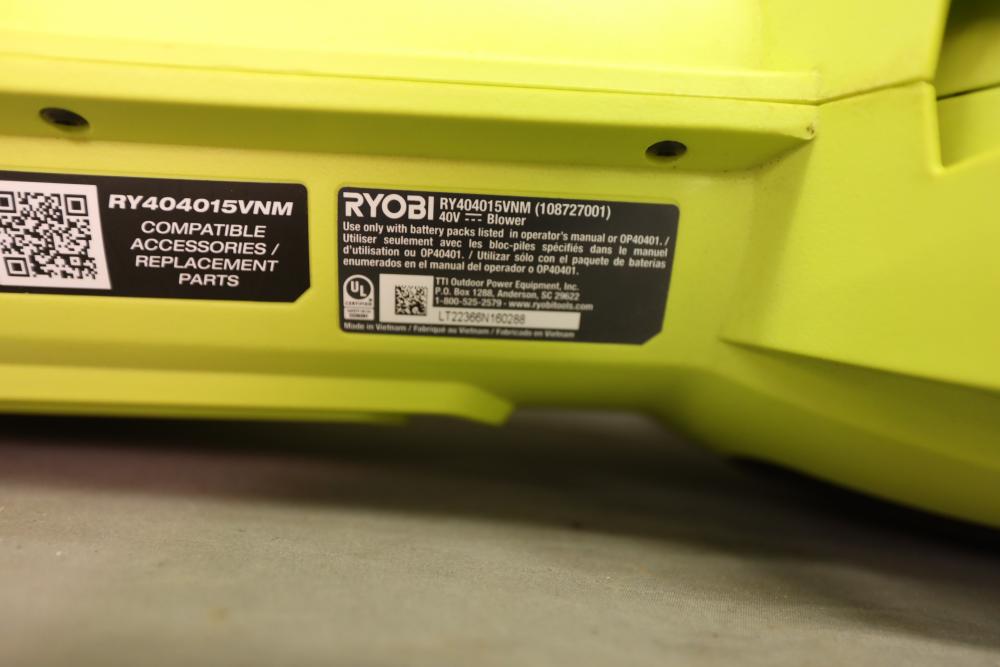 RY404015VNM
COMPATIBLE
ACCESSORIES /
REPLACEMENT
PARTS
RYOBI RY404015VNM (108727001)
40V ⎓ Blower
Use only with battery packs listed in operator's manual or OP40401. /
Utiliser seulement avec les bloc-piles spécifiés dans le manuel
d'utilisation ou OP40401. / Utilizar sólo con el paquete de baterías
enumerados en el manual del operador o OP40401.
TTI Outdoor Power Equipment, Inc.
P.O. Box 1288, Anderson, SC 29622
1-800-525-2579 - www.ryobitools.com
UL
CERTIFIED
LT22366N160288
Made in Vietnam / Fabriqué au Vietnam / Fabricado en Vietnam